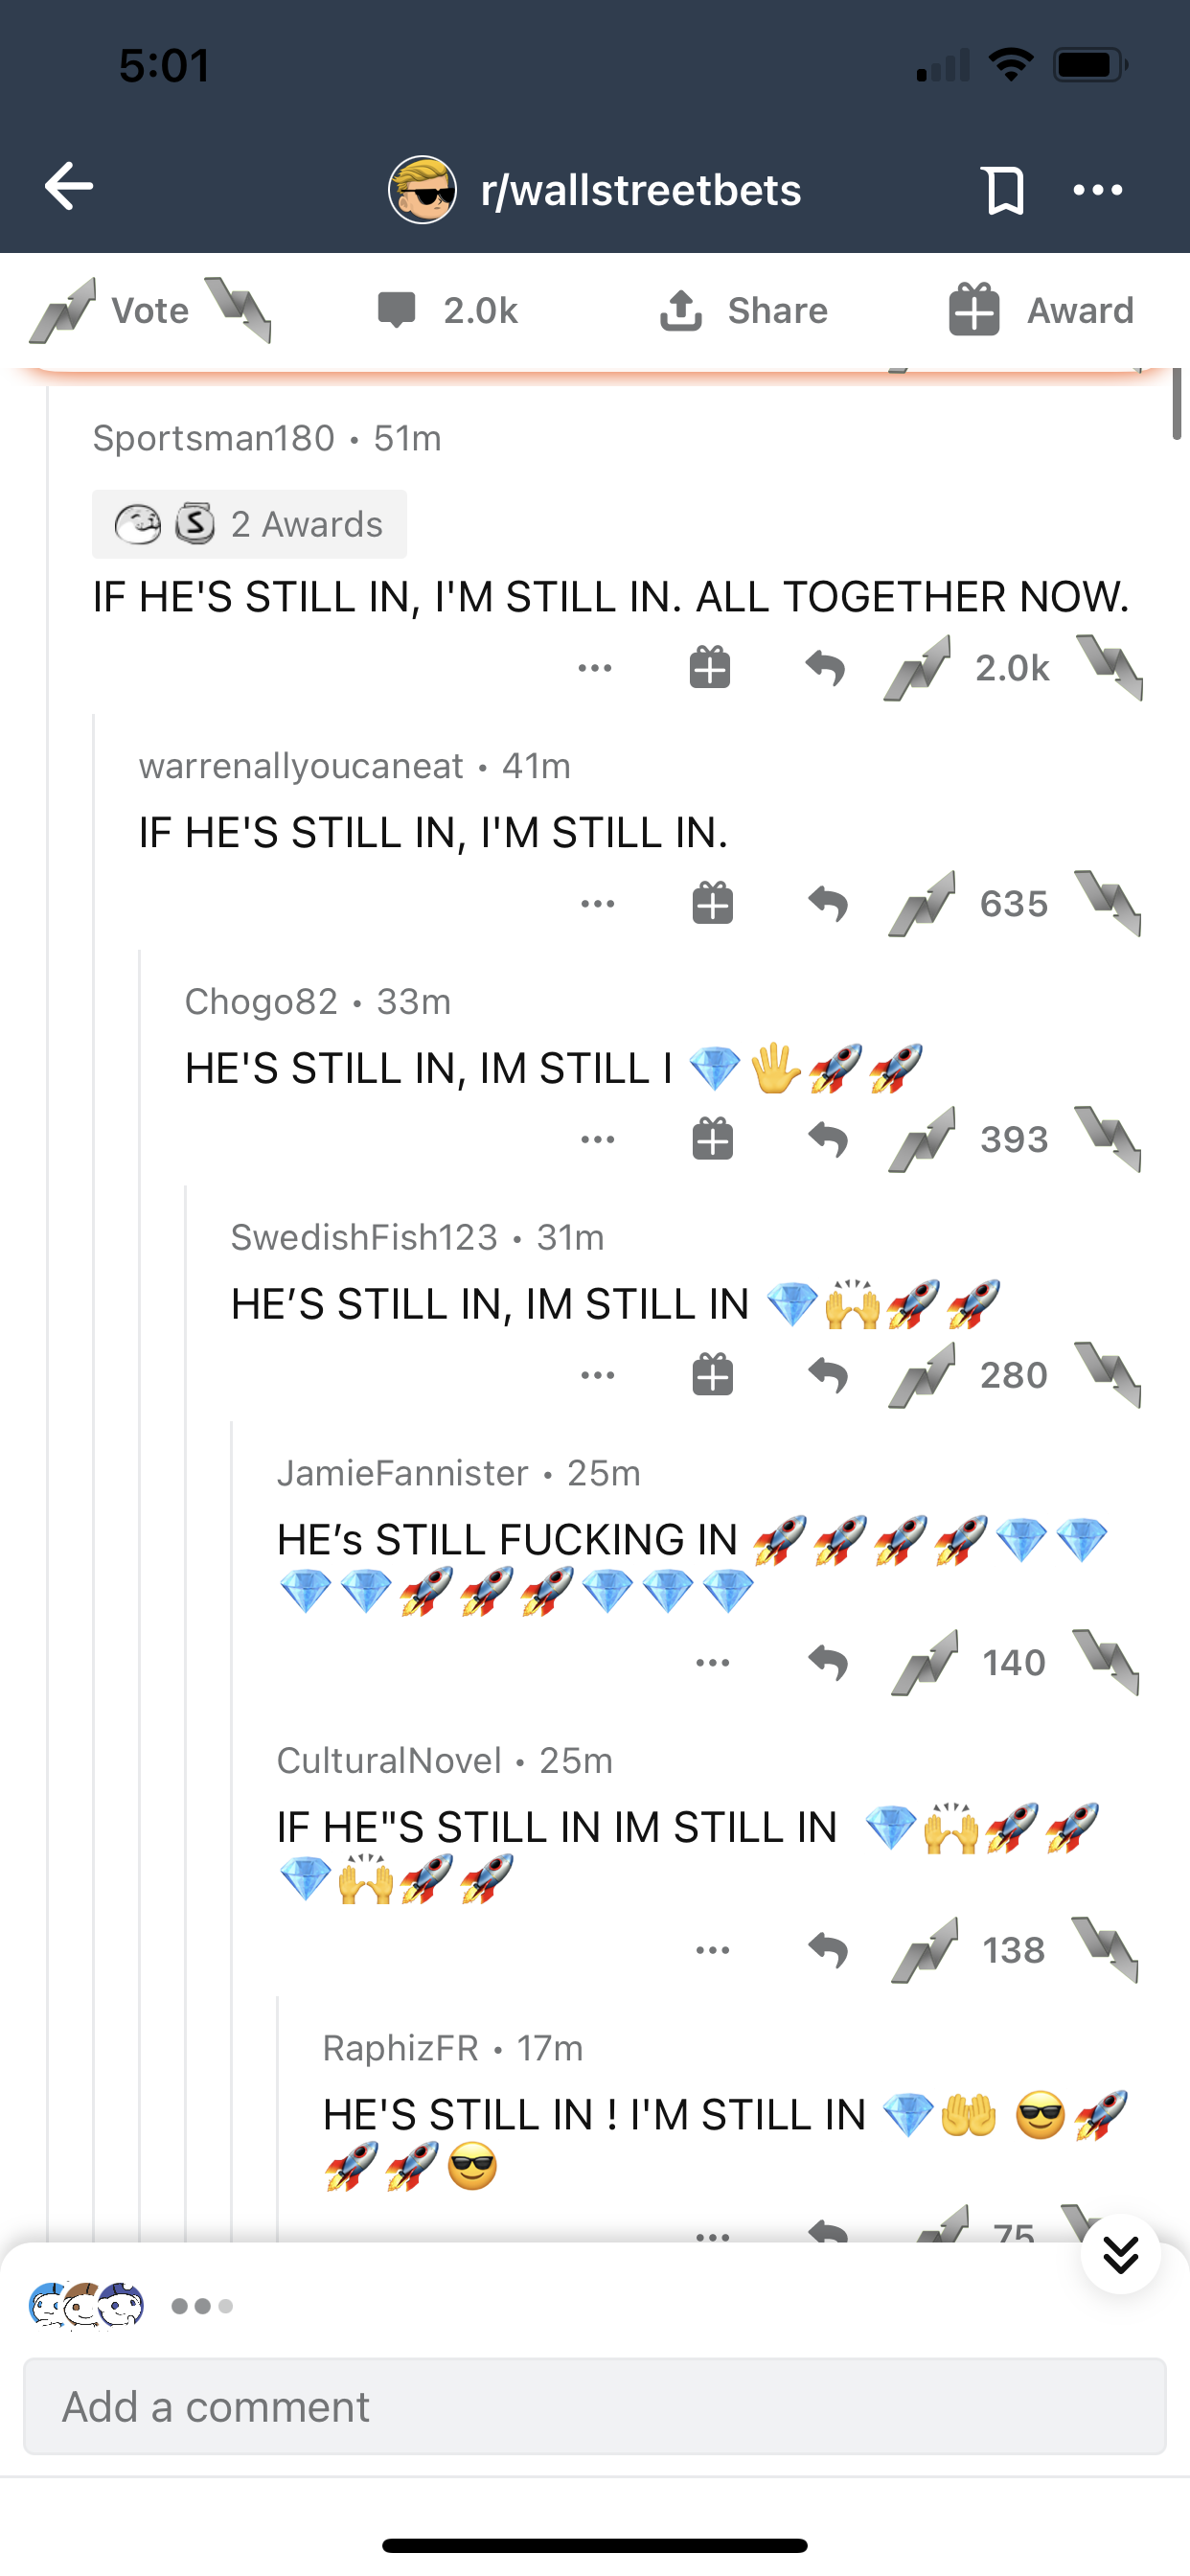 5:01
r/wallstreetbets
Vote 2.0k Share Award
Sportsman180 • 51m
S 2 Awards
IF HE'S STILL IN, I'M STILL IN. ALL TOGETHER NOW.
... 2.0k
warrenallyoucaneat • 41m
IF HE'S STILL IN, I'M STILL IN.
... 635
Chogo82 • 33m
HE'S STILL IN, IM STILL I 💎🖐🚀🚀
... 393
SwedishFish123 • 31m
HE’S STILL IN, IM STILL IN 💎🙌🚀🚀
... 280
JamieFannister • 25m
HE’s STILL FUCKING IN 🚀🚀🚀🚀💎💎
💎💎🚀🚀🚀💎💎💎
... 140
CulturalNovel • 25m
IF HE"S STILL IN IM STILL IN 💎🙌🚀🚀
💎🙌🚀🚀
... 138
RaphizFR • 17m
HE'S STILL IN ! I'M STILL IN 💎🤲 😎🚀
🚀🚀😎
... 75
Add a comment